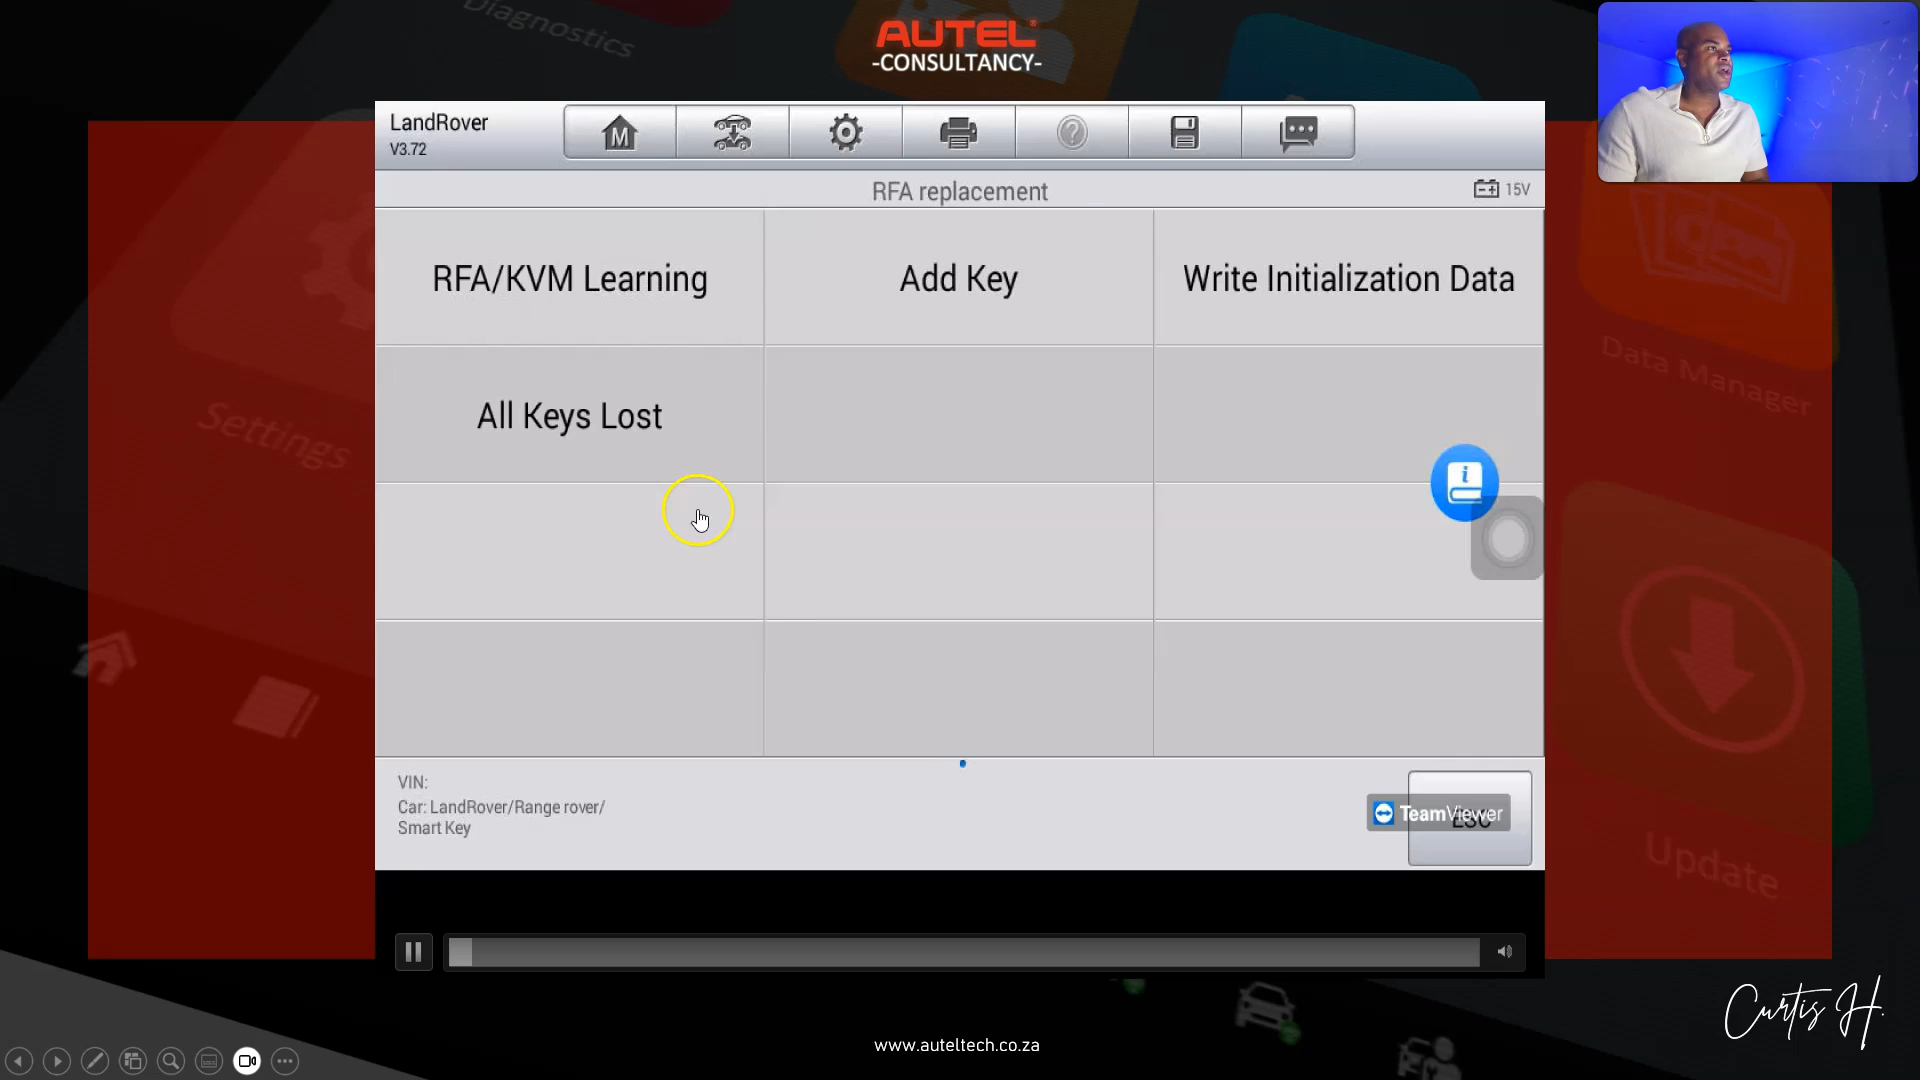 Diagnostics
AUTEL
-CONSULTANCY-
LandRover
V3.72
M
RFA replacement
15V
RFA/KVM Learning
Add Key
Write Initialization Data
All Keys Lost
i
Settings
Data Manager
Update
VIN:
Car: LandRover/Range rover/
Smart Key
TeamViewer
ESC
www.auteltech.co.za
Curtis H.